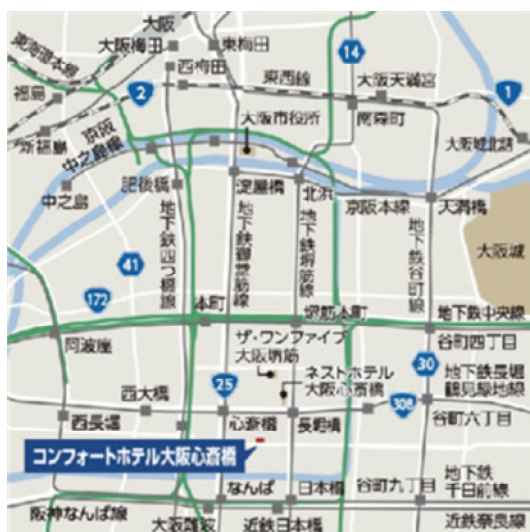 大阪
東海道本線
大阪梅田
東梅田
14
西梅田
2
東西線
大阪天満宮
1
福島
新福島
京阪
中之島線
大阪市役所
南森町
大阪城北詰
中之島
肥後橋
淀屋橋
北浜
京阪本線
天満橋
地下鉄四つ橋線
地下鉄御堂筋線
地下鉄堺筋線
地下鉄谷町線
大阪城
41
172
本町
堺筋本町
地下鉄中央線
阿波座
谷町四丁目
ザ・ワンファイブ
大阪堺筋
ネストホテル
大阪心斎橋
30
地下鉄長堀
鶴見緑地線
西大橋
25
308
西長堀
心斎橋
長堀橋
谷町六丁目
コンフォートホテル大阪心斎橋
なんば
日本橋
谷町九丁目
地下鉄
千日前線
阪神なんば線
大阪難波
近鉄日本橋
近鉄奈良線